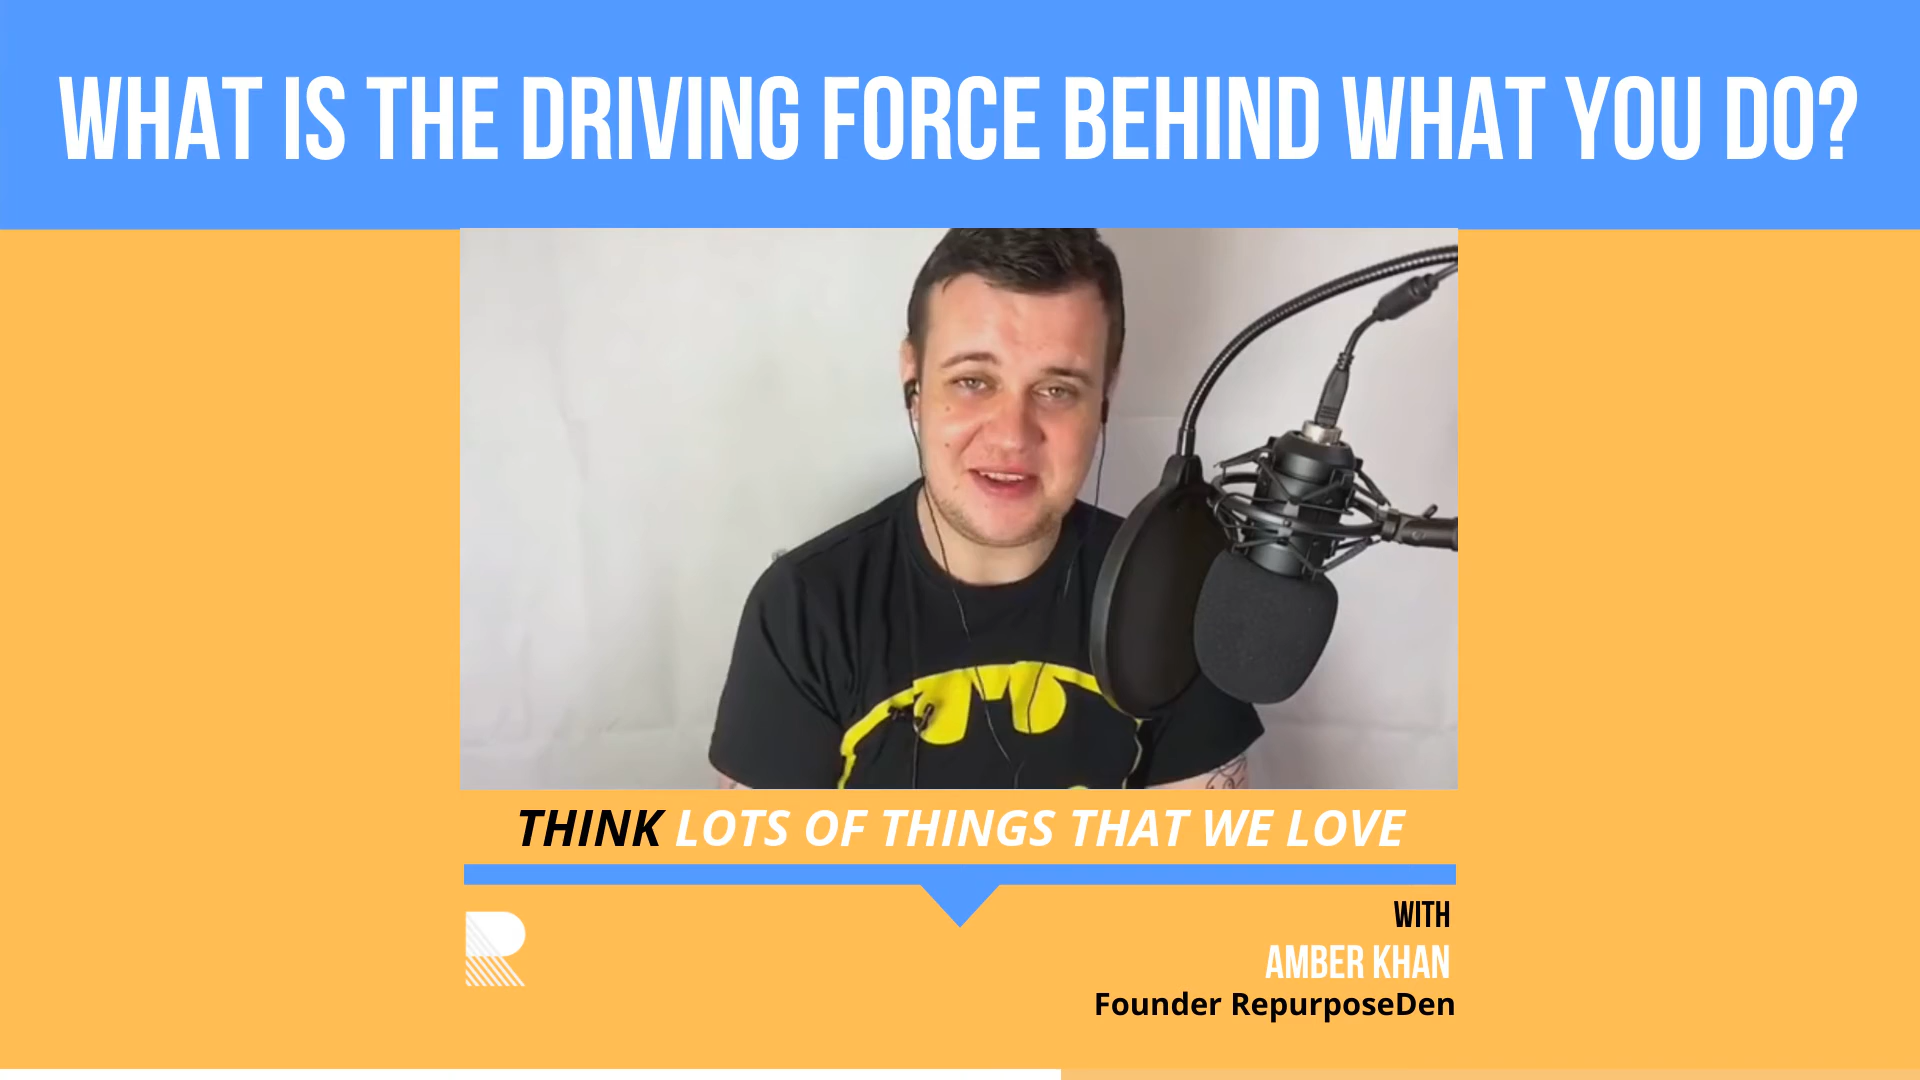 WHAT IS THE DRIVING FORCE BEHIND WHAT YOU DO?
THINK LOTS OF THINGS THAT WE LOVE
R
WITH
AMBER KHAN
Founder RepurposeDen